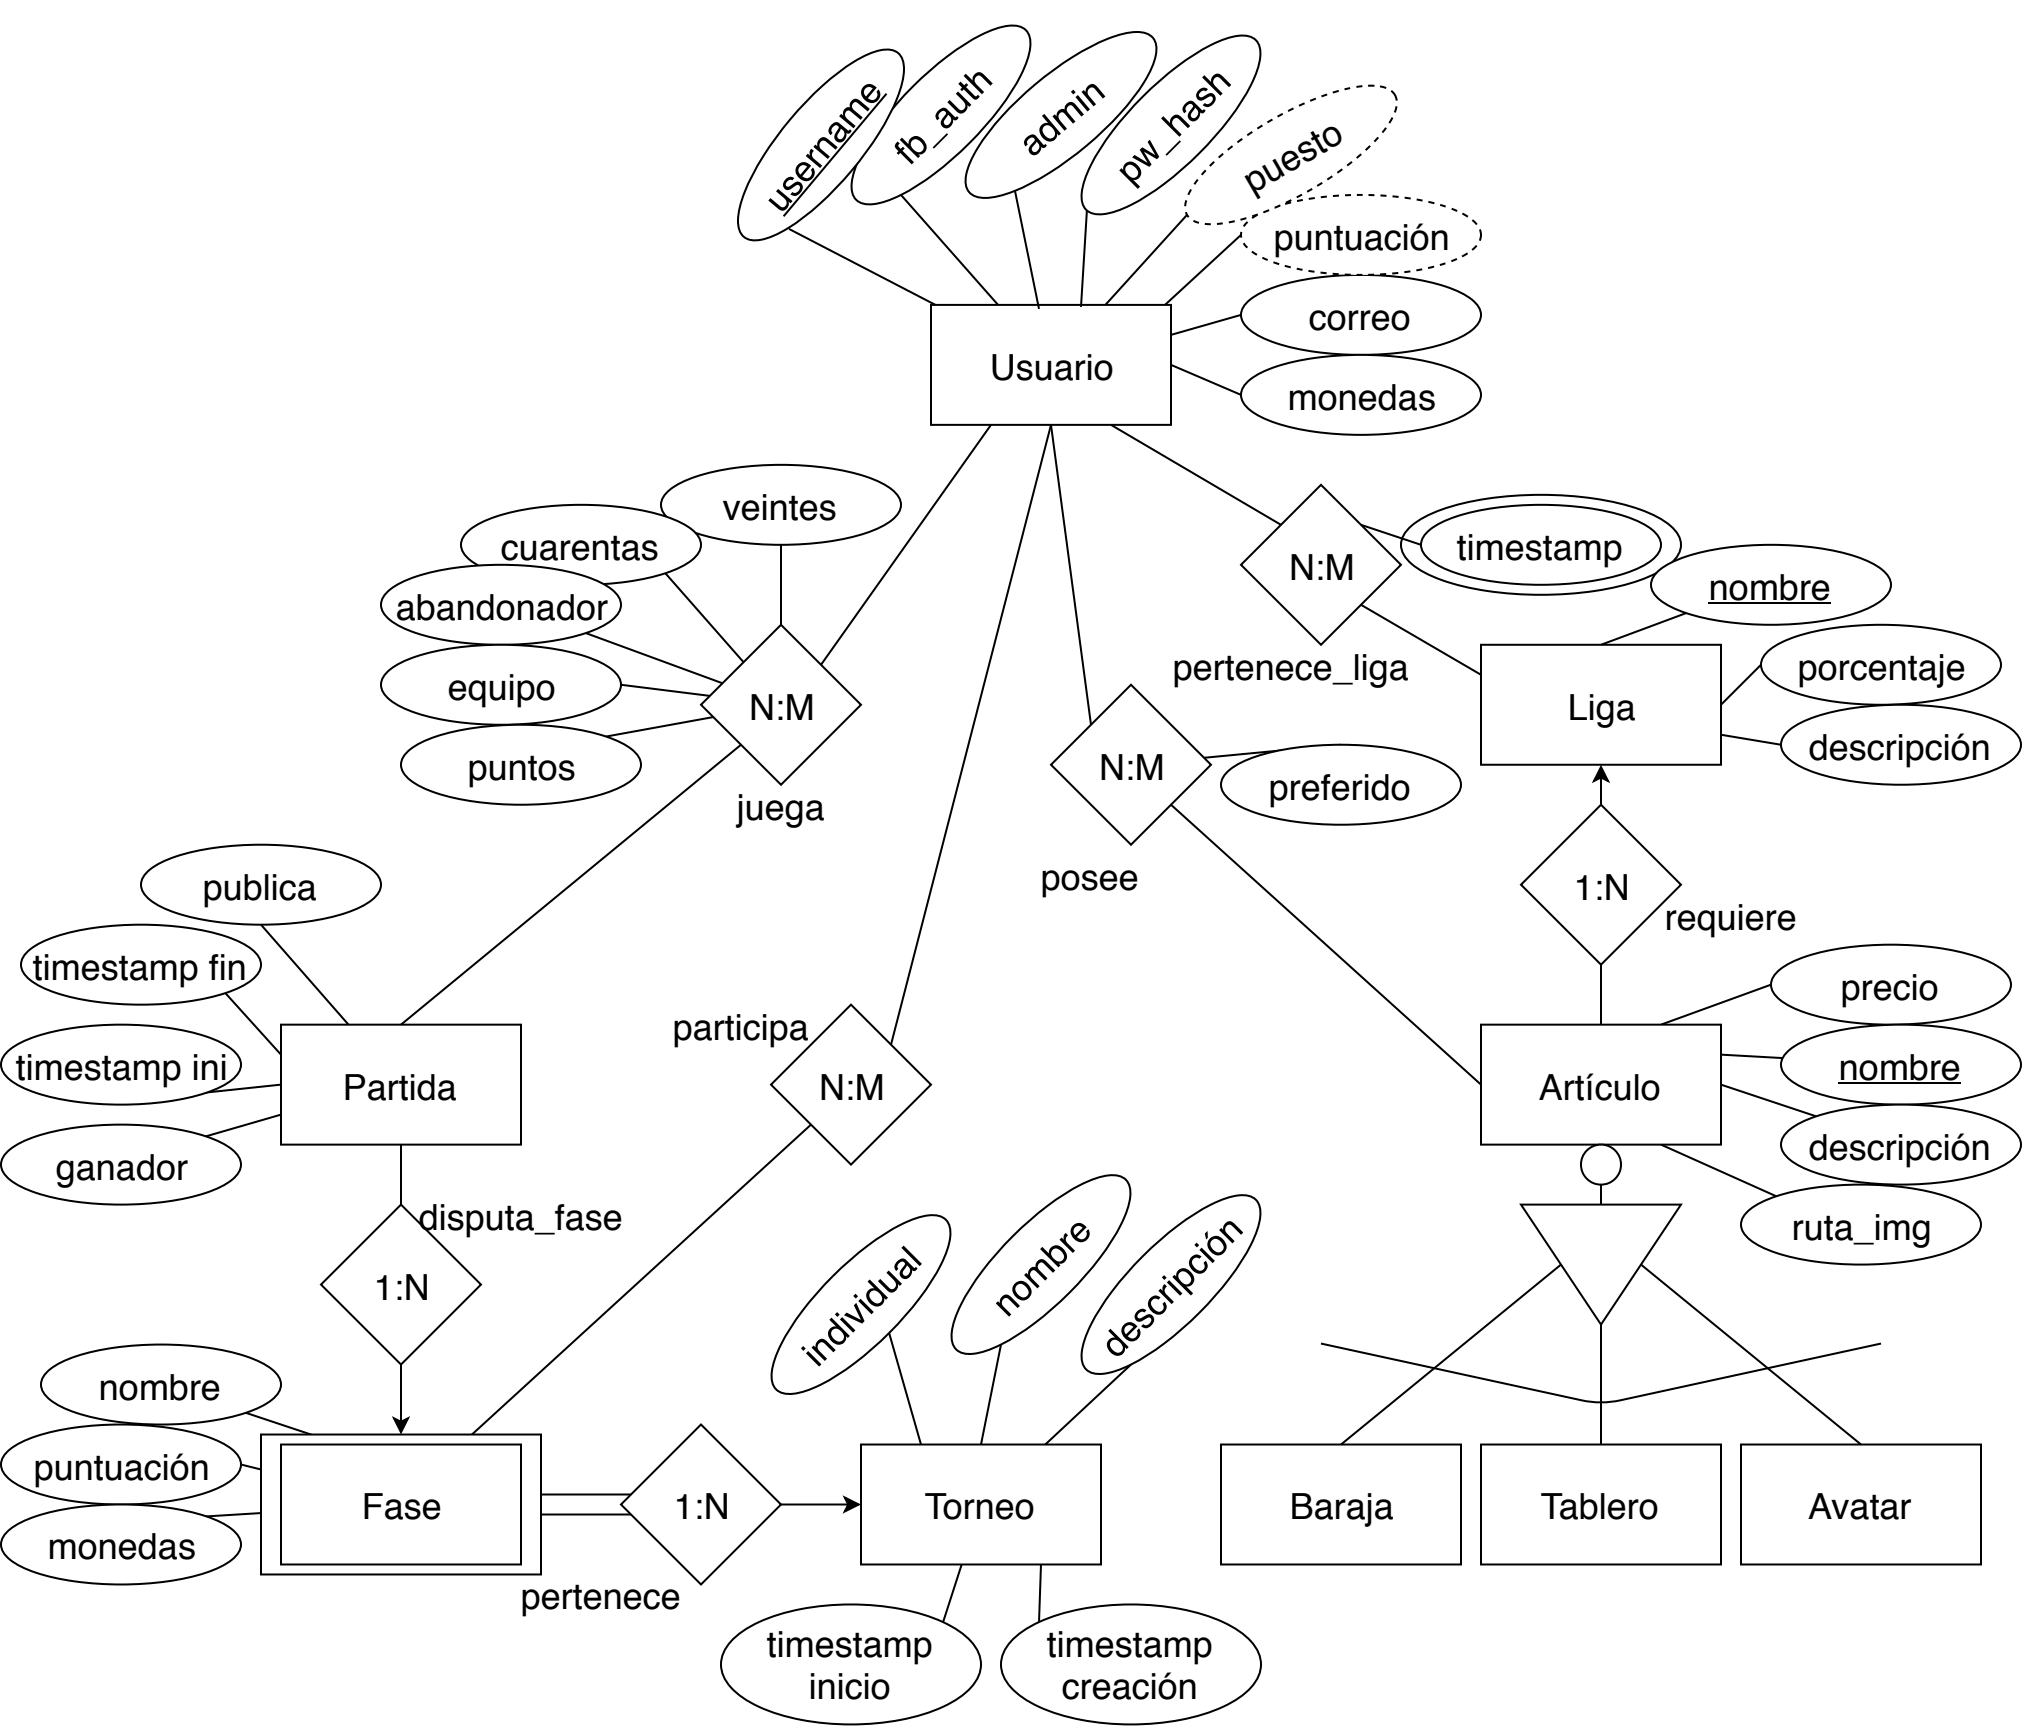 username
fb_auth
admin
pw_hash
puesto
puntuación
correo
monedas
Usuario
veintes
cuarentas
abandonador
equipo
puntos
N:M
juega
N:M
pertenece_liga
timestamp
nombre
porcentaje
descripción
Liga
N:M
preferido
posee
1:N
requiere
publica
timestamp fin
timestamp ini
ganador
Partida
participa
N:M
precio
nombre
descripción
ruta_img
Artículo
disputa_fase
1:N
individual
nombre
descripción
nombre
puntuación
monedas
Fase
1:N
pertenece
Torneo
Baraja
Tablero
Avatar
timestamp
inicio
timestamp
creación